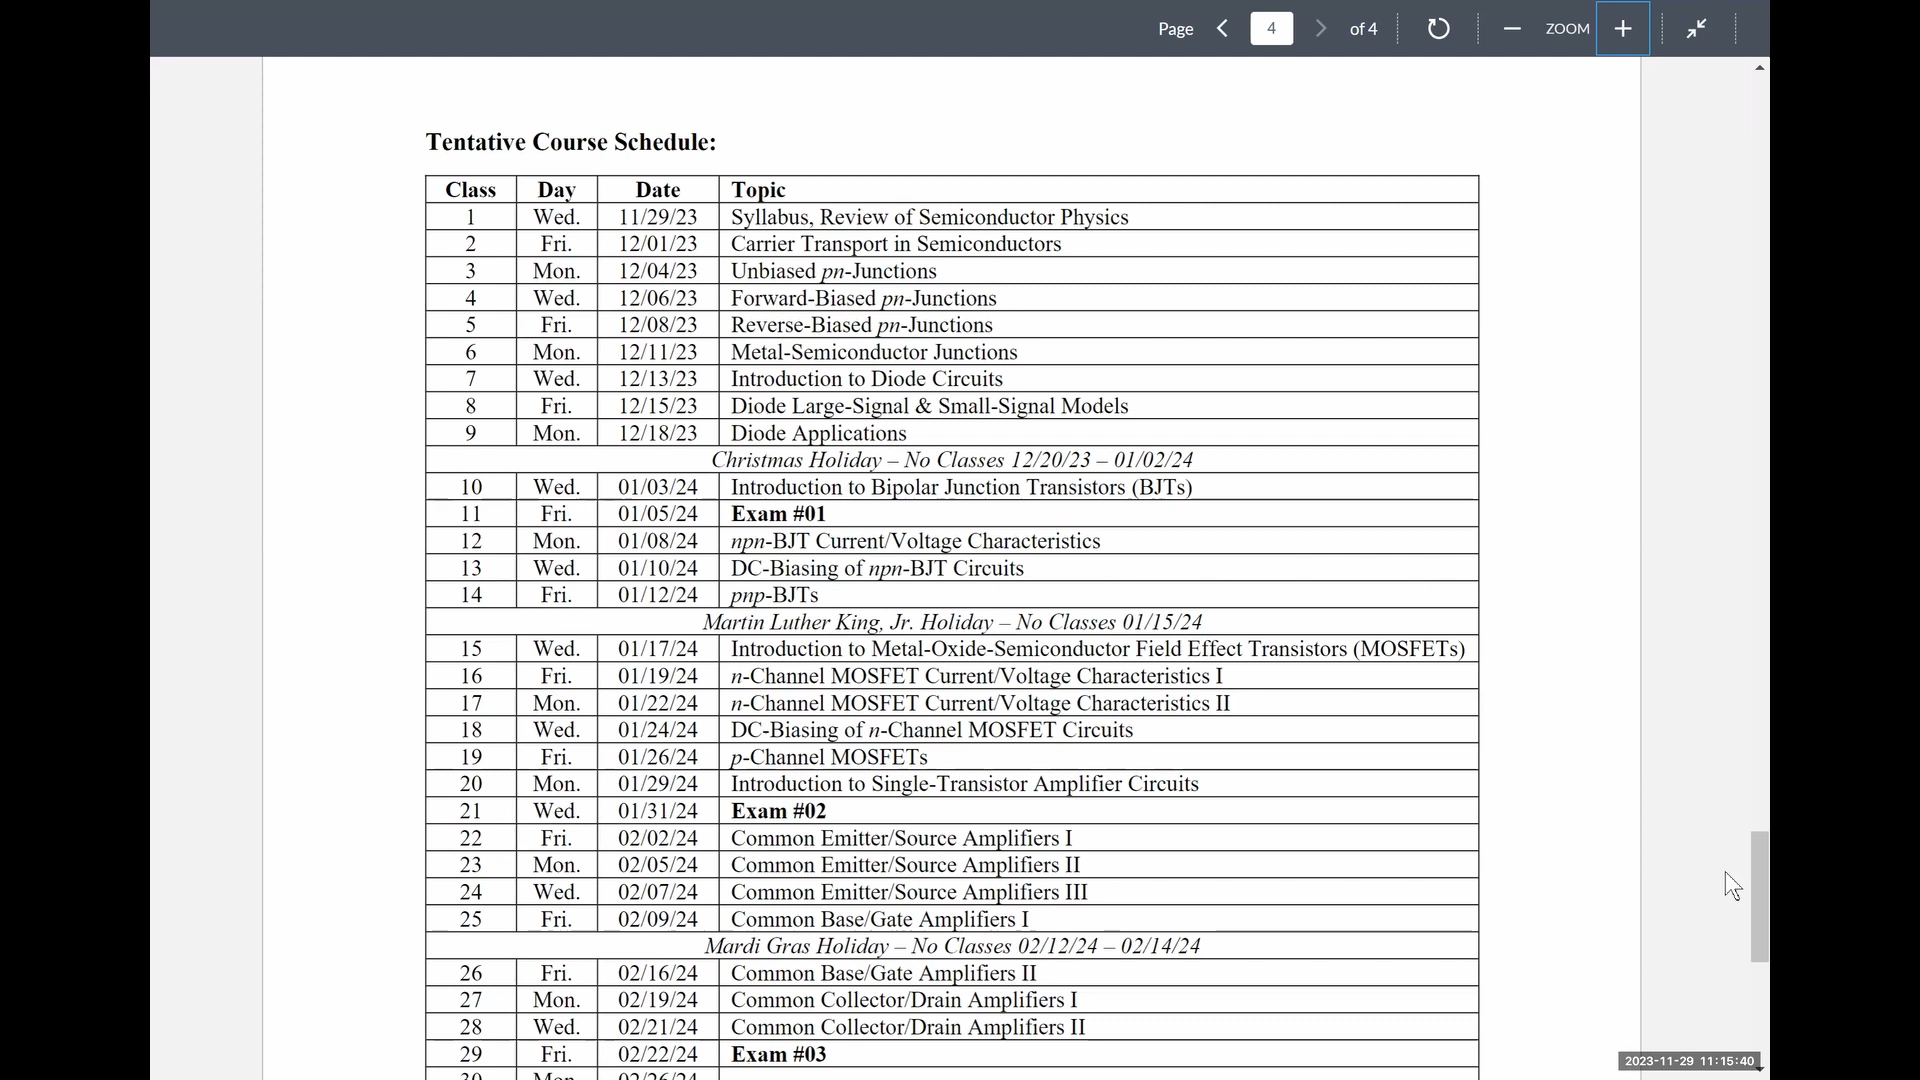 Page 4 of 4 ZOOM
Tentative Course Schedule:
Class Day Date Topic
1 Wed. 11/29/23 Syllabus, Review of Semiconductor Physics
2 Fri. 12/01/23 Carrier Transport in Semiconductors
3 Mon. 12/04/23 Unbiased pn-Junctions
4 Wed. 12/06/23 Forward-Biased pn-Junctions
5 Fri. 12/08/23 Reverse-Biased pn-Junctions
6 Mon. 12/11/23 Metal-Semiconductor Junctions
7 Wed. 12/13/23 Introduction to Diode Circuits
8 Fri. 12/15/23 Diode Large-Signal & Small-Signal Models
9 Mon. 12/18/23 Diode Applications
Christmas Holiday – No Classes 12/20/23 – 01/02/24
10 Wed. 01/03/24 Introduction to Bipolar Junction Transistors (BJTs)
11 Fri. 01/05/24 Exam #01
12 Mon. 01/08/24 npn-BJT Current/Voltage Characteristics
13 Wed. 01/10/24 DC-Biasing of npn-BJT Circuits
14 Fri. 01/12/24 pnp-BJTs
Martin Luther King, Jr. Holiday – No Classes 01/15/24
15 Wed. 01/17/24 Introduction to Metal-Oxide-Semiconductor Field Effect Transistors (MOSFETs)
16 Fri. 01/19/24 n-Channel MOSFET Current/Voltage Characteristics I
17 Mon. 01/22/24 n-Channel MOSFET Current/Voltage Characteristics II
18 Wed. 01/24/24 DC-Biasing of n-Channel MOSFET Circuits
19 Fri. 01/26/24 p-Channel MOSFETs
20 Mon. 01/29/24 Introduction to Single-Transistor Amplifier Circuits
21 Wed. 01/31/24 Exam #02
22 Fri. 02/02/24 Common Emitter/Source Amplifiers I
23 Mon. 02/05/24 Common Emitter/Source Amplifiers II
24 Wed. 02/07/24 Common Emitter/Source Amplifiers III
25 Fri. 02/09/24 Common Base/Gate Amplifiers I
Mardi Gras Holiday – No Classes 02/12/24 – 02/14/24
26 Fri. 02/16/24 Common Base/Gate Amplifiers II
27 Mon. 02/19/24 Common Collector/Drain Amplifiers I
28 Wed. 02/21/24 Common Collector/Drain Amplifiers II
29 Fri. 02/22/24 Exam #03
30 Mon. 02/26/24
2023-11-29 11:15:40